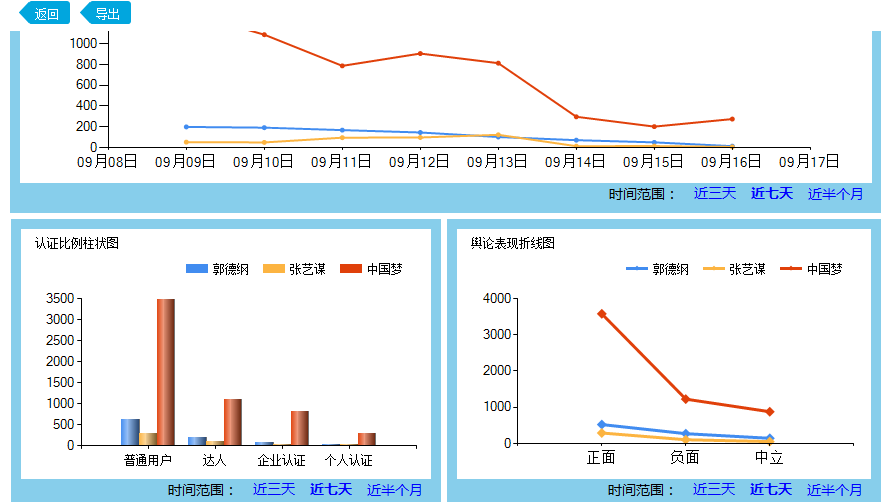 返回 导出
1000
800
600
400
200
0
09月08日 09月09日 09月10日 09月11日 09月12日 09月13日 09月14日 09月15日 09月16日 09月17日
时间范围： 近三天 近七天 近半个月
认证比例柱状图
郭德纲 张艺谋 中国梦
3500
3000
2500
2000
1500
1000
500
0
普通用户 达人 企业认证 个人认证
时间范围： 近三天 近七天 近半个月
舆论表现折线图
郭德纲 张艺谋 中国梦
4000
3000
2000
1000
0
正面 负面 中立
时间范围： 近三天 近七天 近半个月